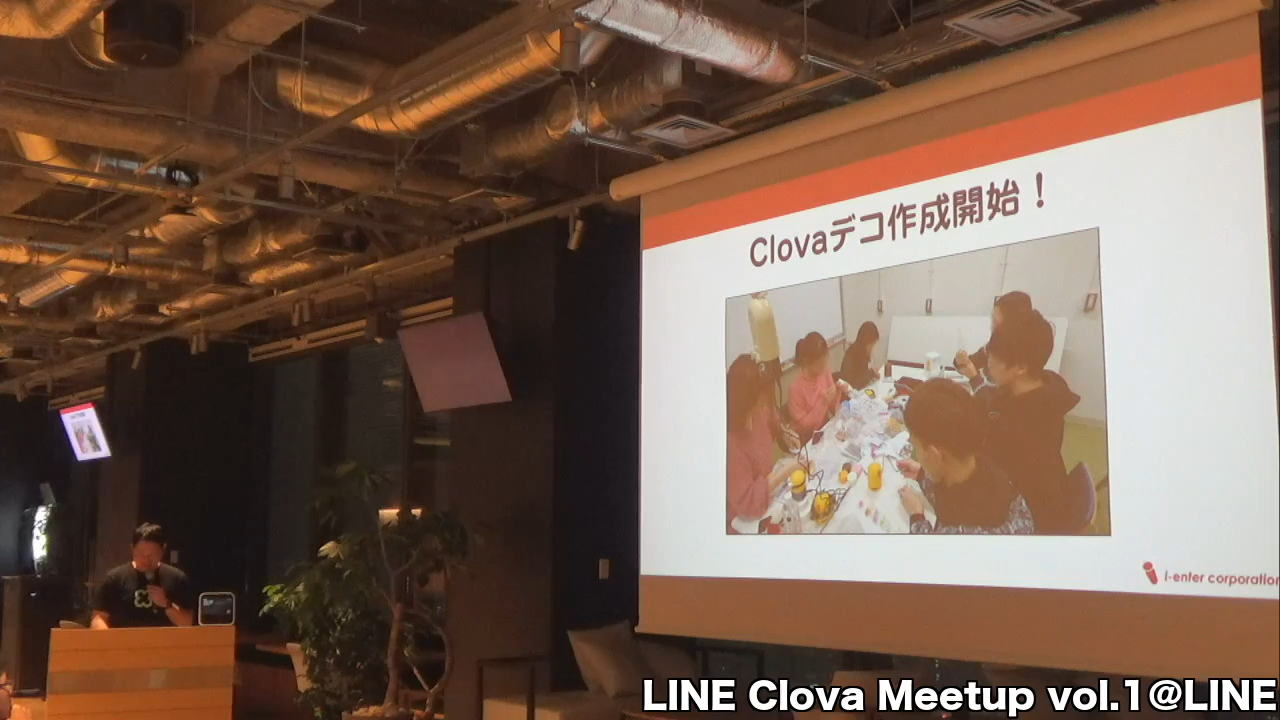 Clovaデコ作成開始！
i-enter corporation
LINE Clova Meetup vol.1@LINE